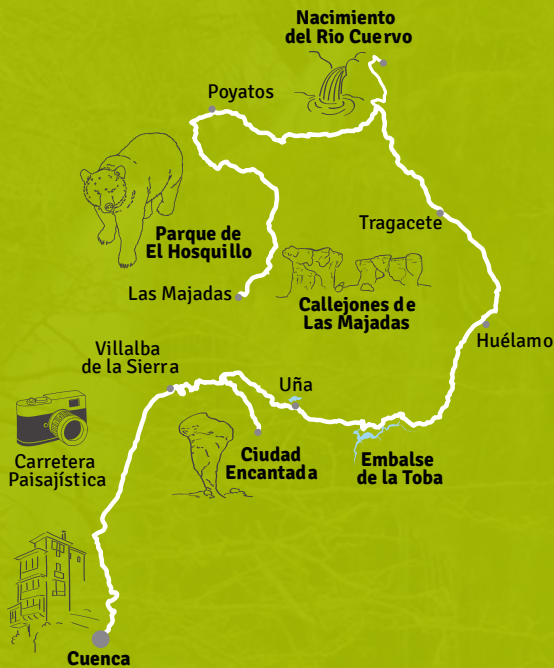 Nacimiento
del Rio Cuervo
Poyatos
Parque de
El Hosquillo
Tragacete
Las Majadas
Callejones de
Las Majadas
Huélamo
Villalba
de la Sierra
Uña
Carretera
Paisajística
Ciudad
Encantada
Embalse
de la Toba
Cuenca